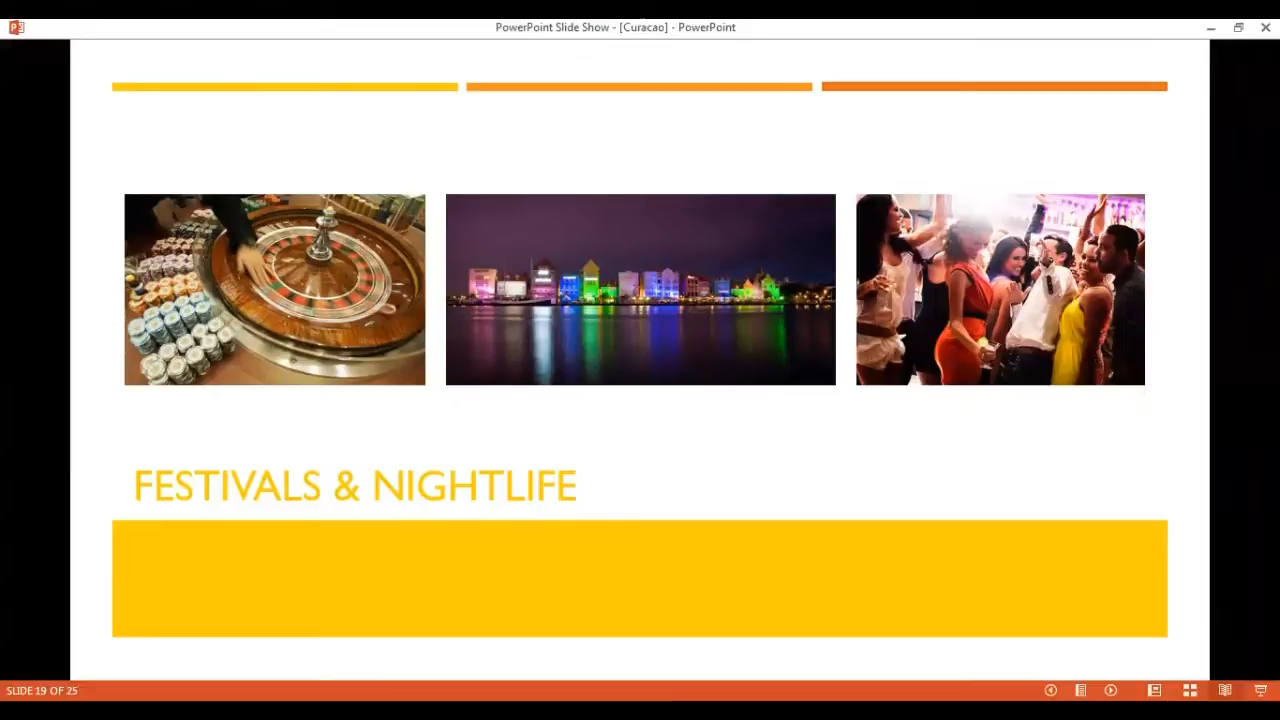 PowerPoint Slide Show - [Curacao] - PowerPoint
FESTIVALS & NIGHTLIFE
SLIDE 19 OF 25